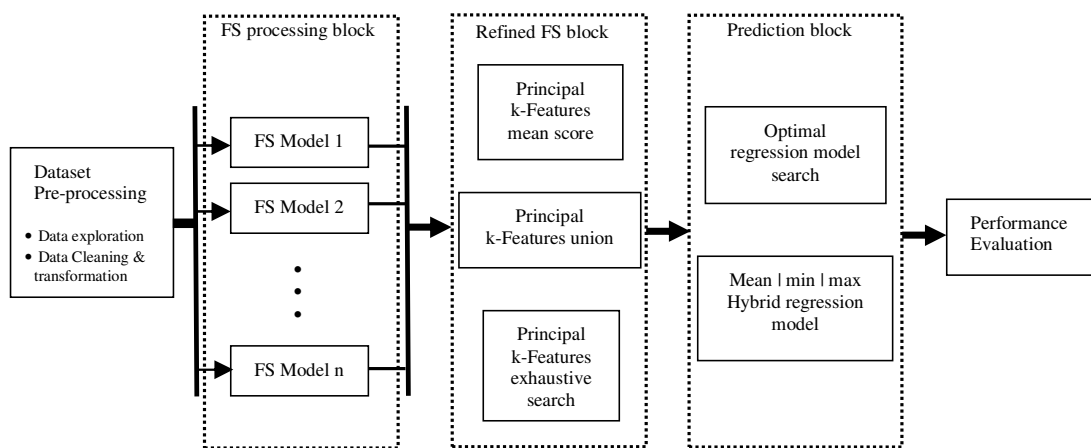 FS processing block
Refined FS block
Prediction block
Dataset
Pre-processing
• Data exploration
• Data Cleaning &
transformation
FS Model 1
FS Model 2
FS Model n
Principal
k-Features
mean score
Principal
k-Features union
Principal
k-Features
exhaustive
search
Optimal
regression model
search
Mean | min | max
Hybrid regression
model
Performance
Evaluation